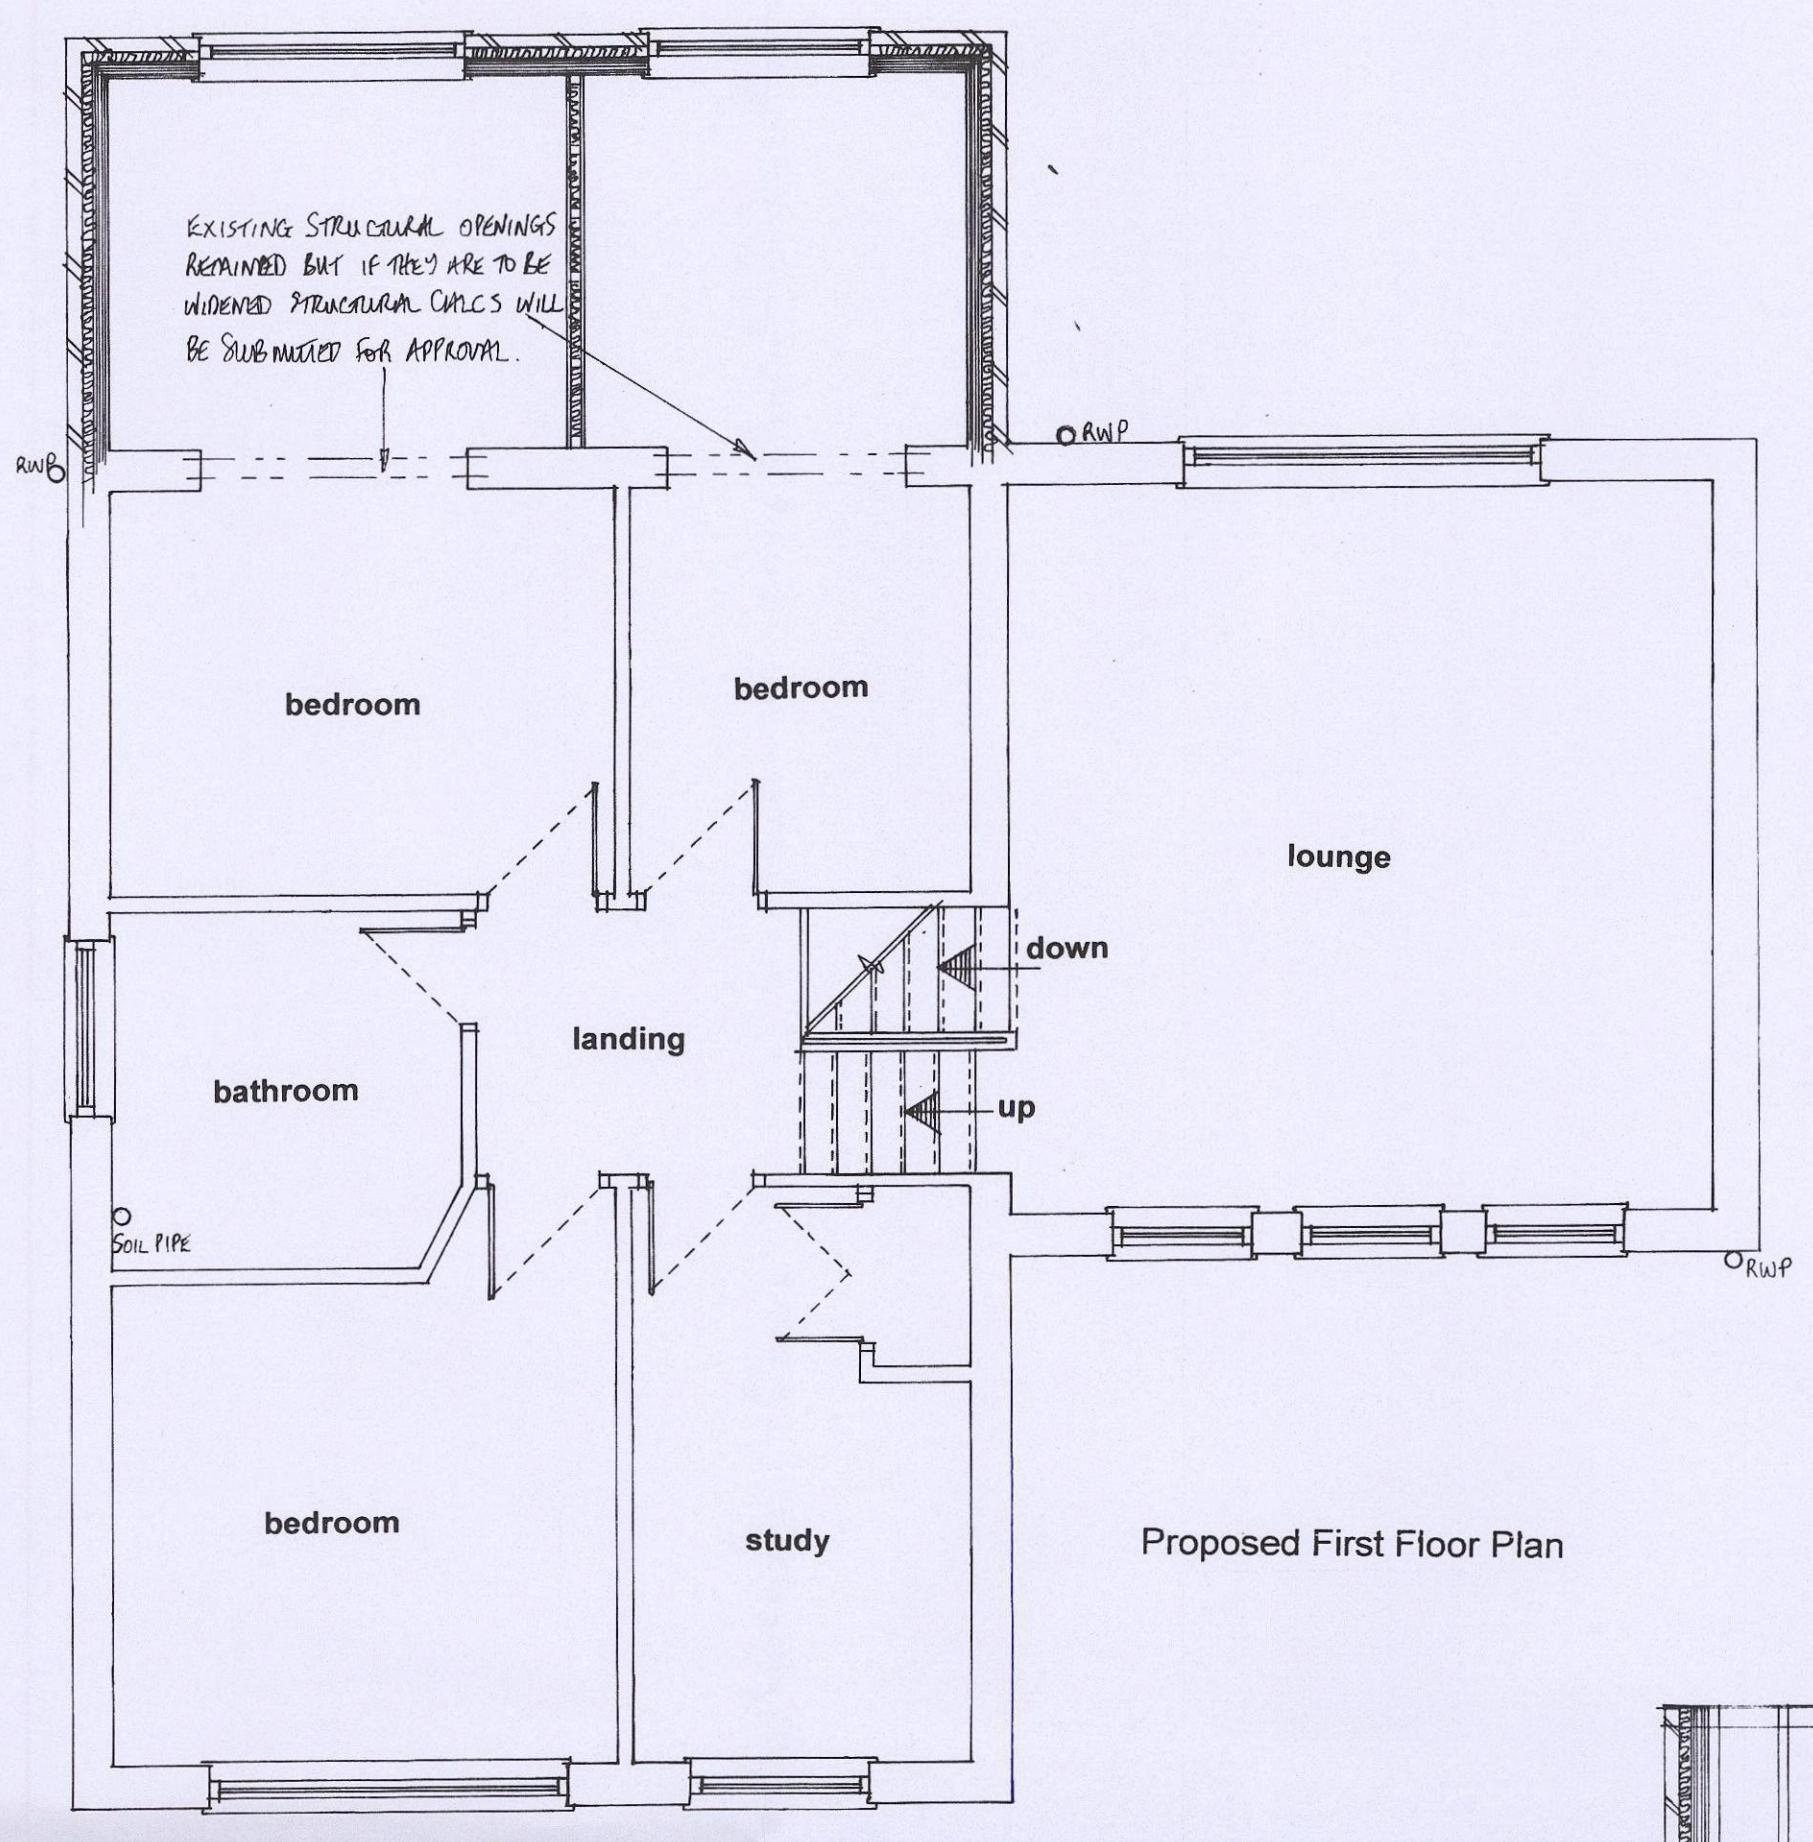 EXISTING STRUCTURAL OPENINGS
RETAINED BUT IF THEY ARE TO BE
WIDENED STRUCTURAL CALCS WILL
BE SUBMITTED FOR APPROVAL.
RWP
RWP
bedroom
bedroom
lounge
down
landing
bathroom
up
SOIL PIPE
RWP
bedroom
study
Proposed First Floor Plan